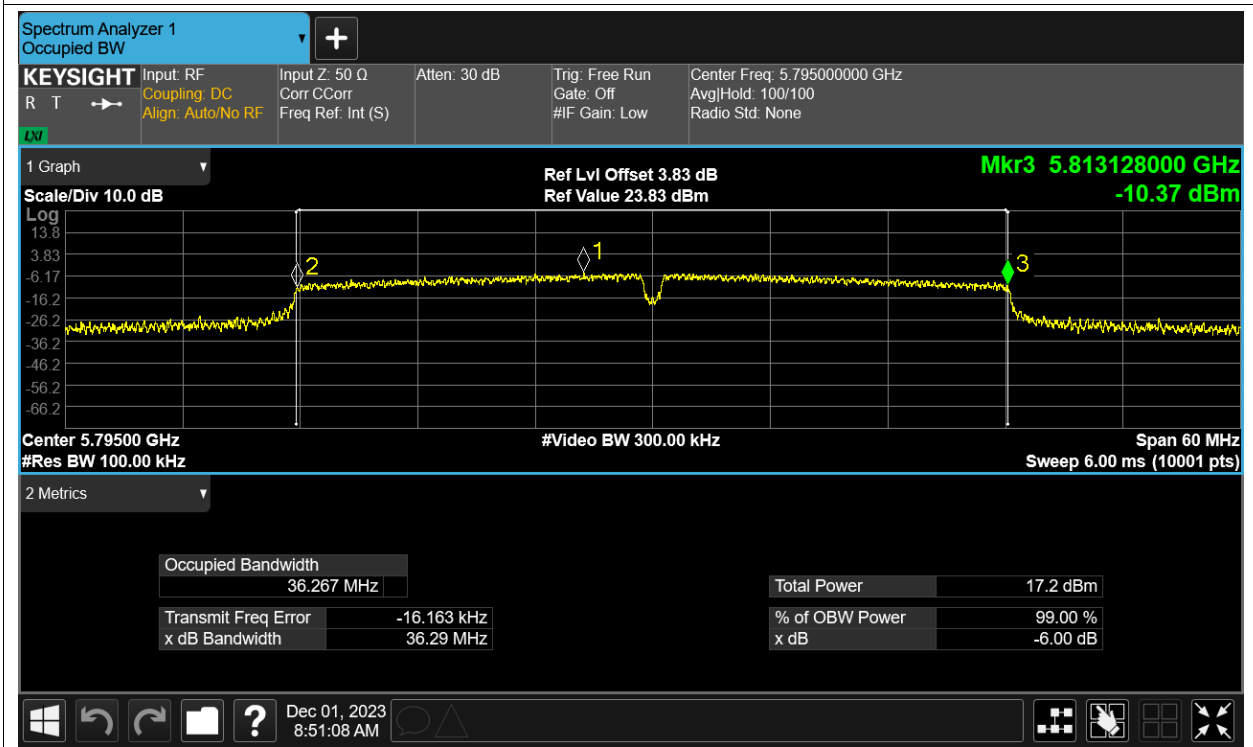 Spectrum Analyzer 1
Occupied BW
KEYSIGHT
R T
LXI
Input: RF
Coupling: DC
Align: Auto/No RF
Input Z: 50 Ω
Corr CCorr
Freq Ref: Int (S)
Atten: 30 dB
Trig: Free Run
Gate: Off
#IF Gain: Low
Center Freq: 5.795000000 GHz
Avg|Hold: 100/100
Radio Std: None
1 Graph
Scale/Div 10.0 dB
Ref Lvl Offset 3.83 dB
Ref Value 23.83 dBm
Mkr3 5.813128000 GHz
-10.37 dBm
Log
13.8
3.83
-6.17
-16.2
-26.2
-36.2
-46.2
-56.2
-66.2
2
1
3
Center 5.79500 GHz
#Video BW 300.00 kHz
Span 60 MHz
#Res BW 100.00 kHz
Sweep 6.00 ms (10001 pts)
2 Metrics
Occupied Bandwidth
36.267 MHz
Transmit Freq Error -16.163 kHz
x dB Bandwidth 36.29 MHz
Total Power 17.2 dBm
% of OBW Power 99.00 %
x dB -6.00 dB
?
Dec 01, 2023
8:51:08 AM